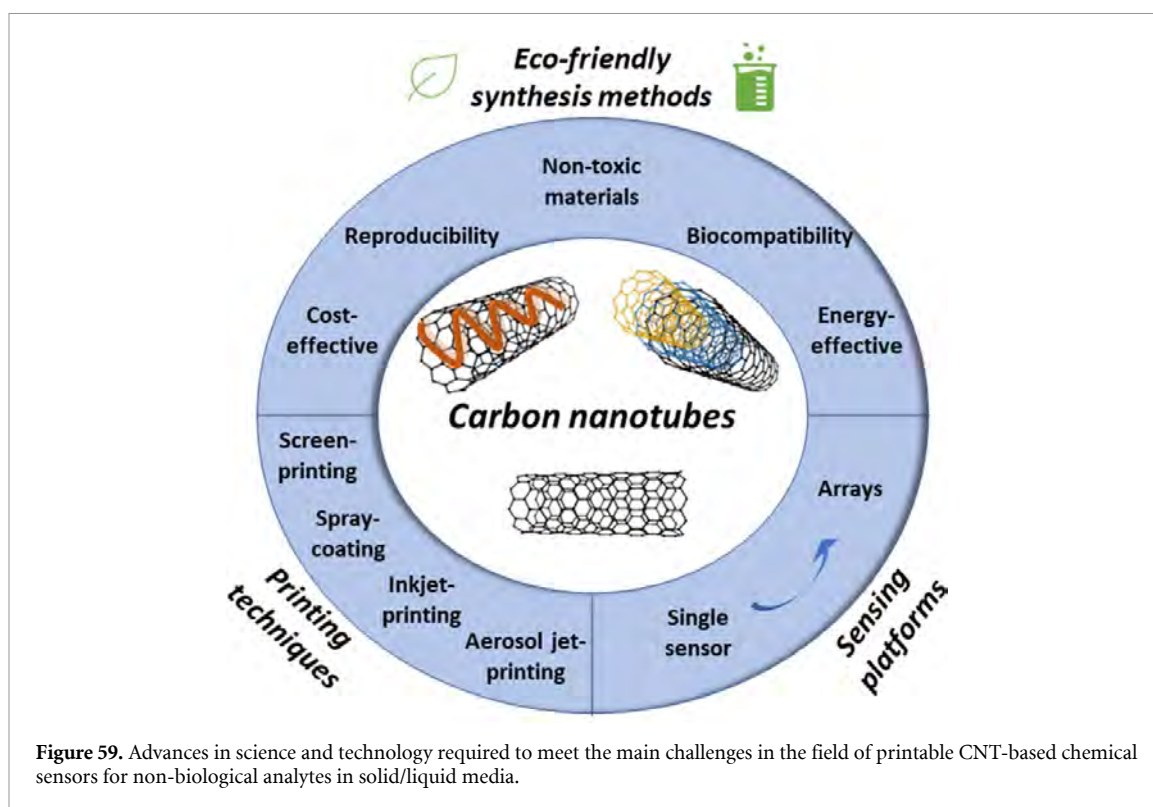 Eco-friendly
synthesis methods
Non-toxic
materials
Reproducibility
Biocompatibility
Cost-
effective
Energy-
effective
Carbon nanotubes
Screen-
printing
Spray-
coating
Inkjet-
printing
Aerosol jet-
printing
Printing
techniques
Arrays
Single
sensor
Sensing
platforms
Figure 59. Advances in science and technology required to meet the main challenges in the field of printable CNT-based chemical
sensors for non-biological analytes in solid/liquid media.